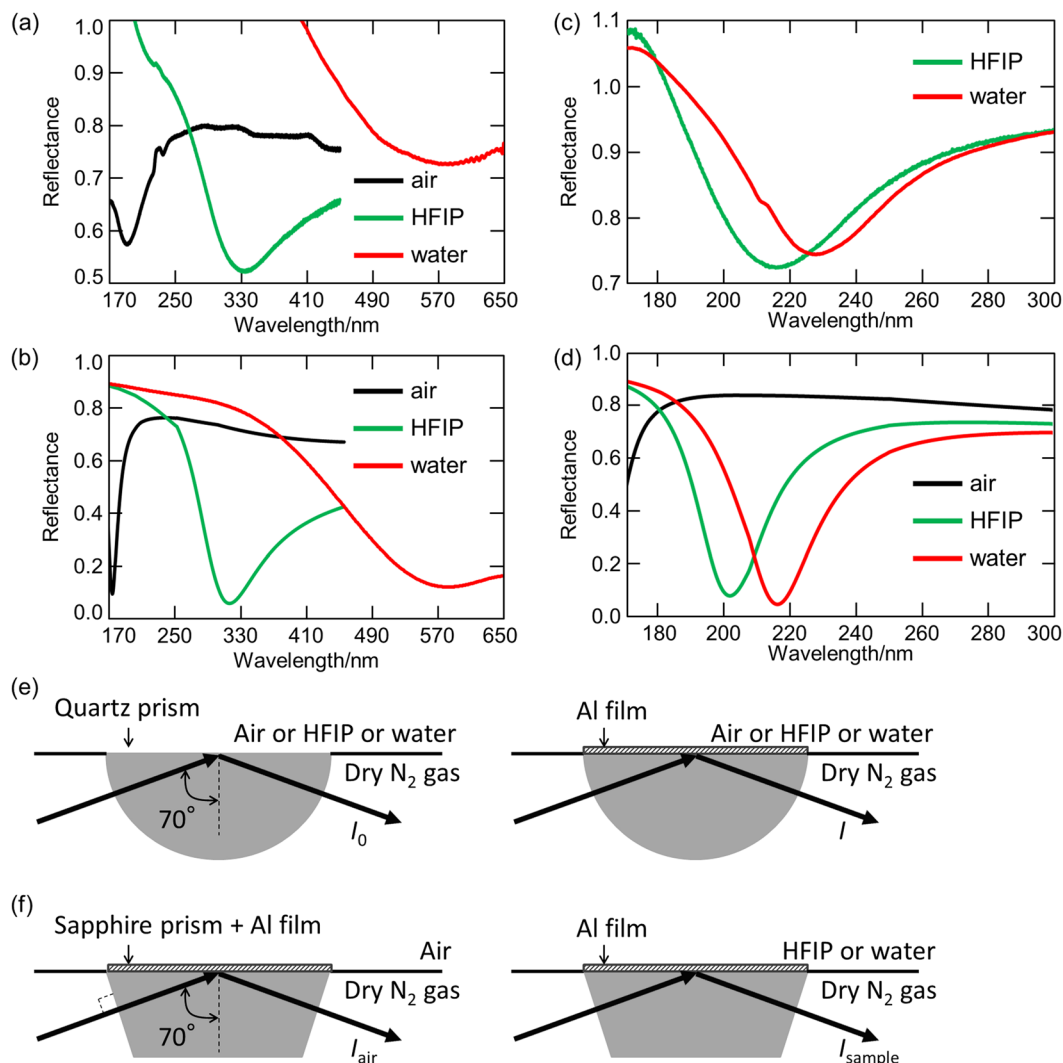 (a)
1.0
0.9
0.8
0.7
0.6
0.5
Reflectance
air
HFIP
water
170 250 330 410 490 570 650
Wavelength/nm
(c)
1.1
1.0
0.9
0.8
0.7
Reflectance
HFIP
water
180 200 220 240 260 280 300
Wavelength/nm
(b)
1.0
0.8
0.6
0.4
0.2
0.0
Reflectance
air
HFIP
water
170 250 330 410 490 570 650
Wavelength/nm
(d)
1.0
0.8
0.6
0.4
0.2
0.0
Reflectance
air
HFIP
water
180 200 220 240 260 280 300
Wavelength/nm
(e)
Quartz prism
Air or HFIP or water
Dry N₂ gas
70°
I₀
Al film
Air or HFIP or water
Dry N₂ gas
I
(f)
Sapphire prism + Al film
Air
Dry N₂ gas
70°
I_air
Al film
HFIP or water
Dry N₂ gas
I_sample